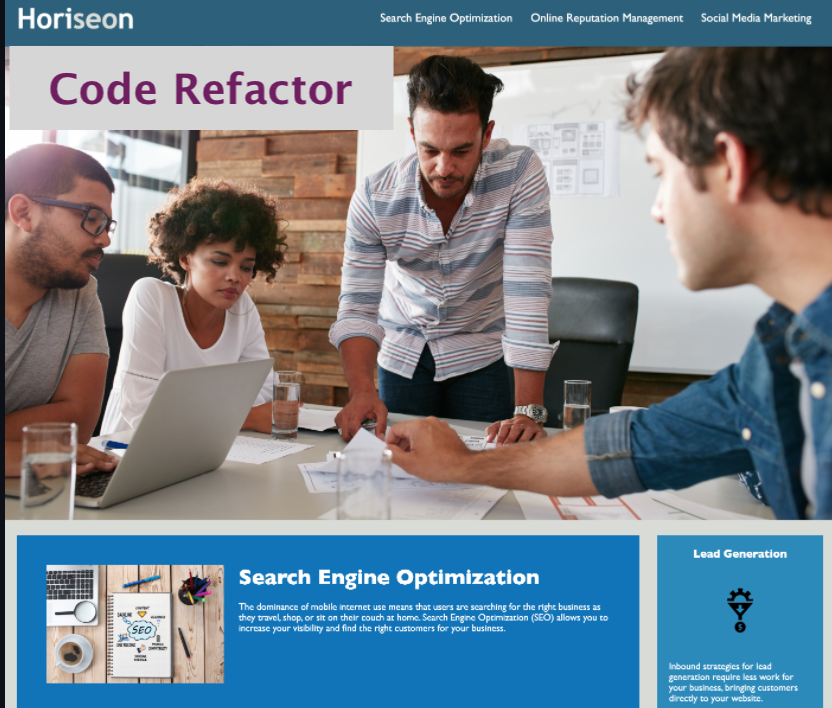 Horiseon
Search Engine Optimization Online Reputation Management Social Media Marketing
Code Refactor
SEO
Search Engine Optimization
The dominance of mobile internet use means that users are searching for the right business as
they travel, shop, or sit on their couch at home. Search Engine Optimization (SEO) allows you to
increase your visibility and find the right customers for your business.
Lead Generation
$
Inbound strategies for lead
generation require less work for
your business, bringing customers
directly to your website.